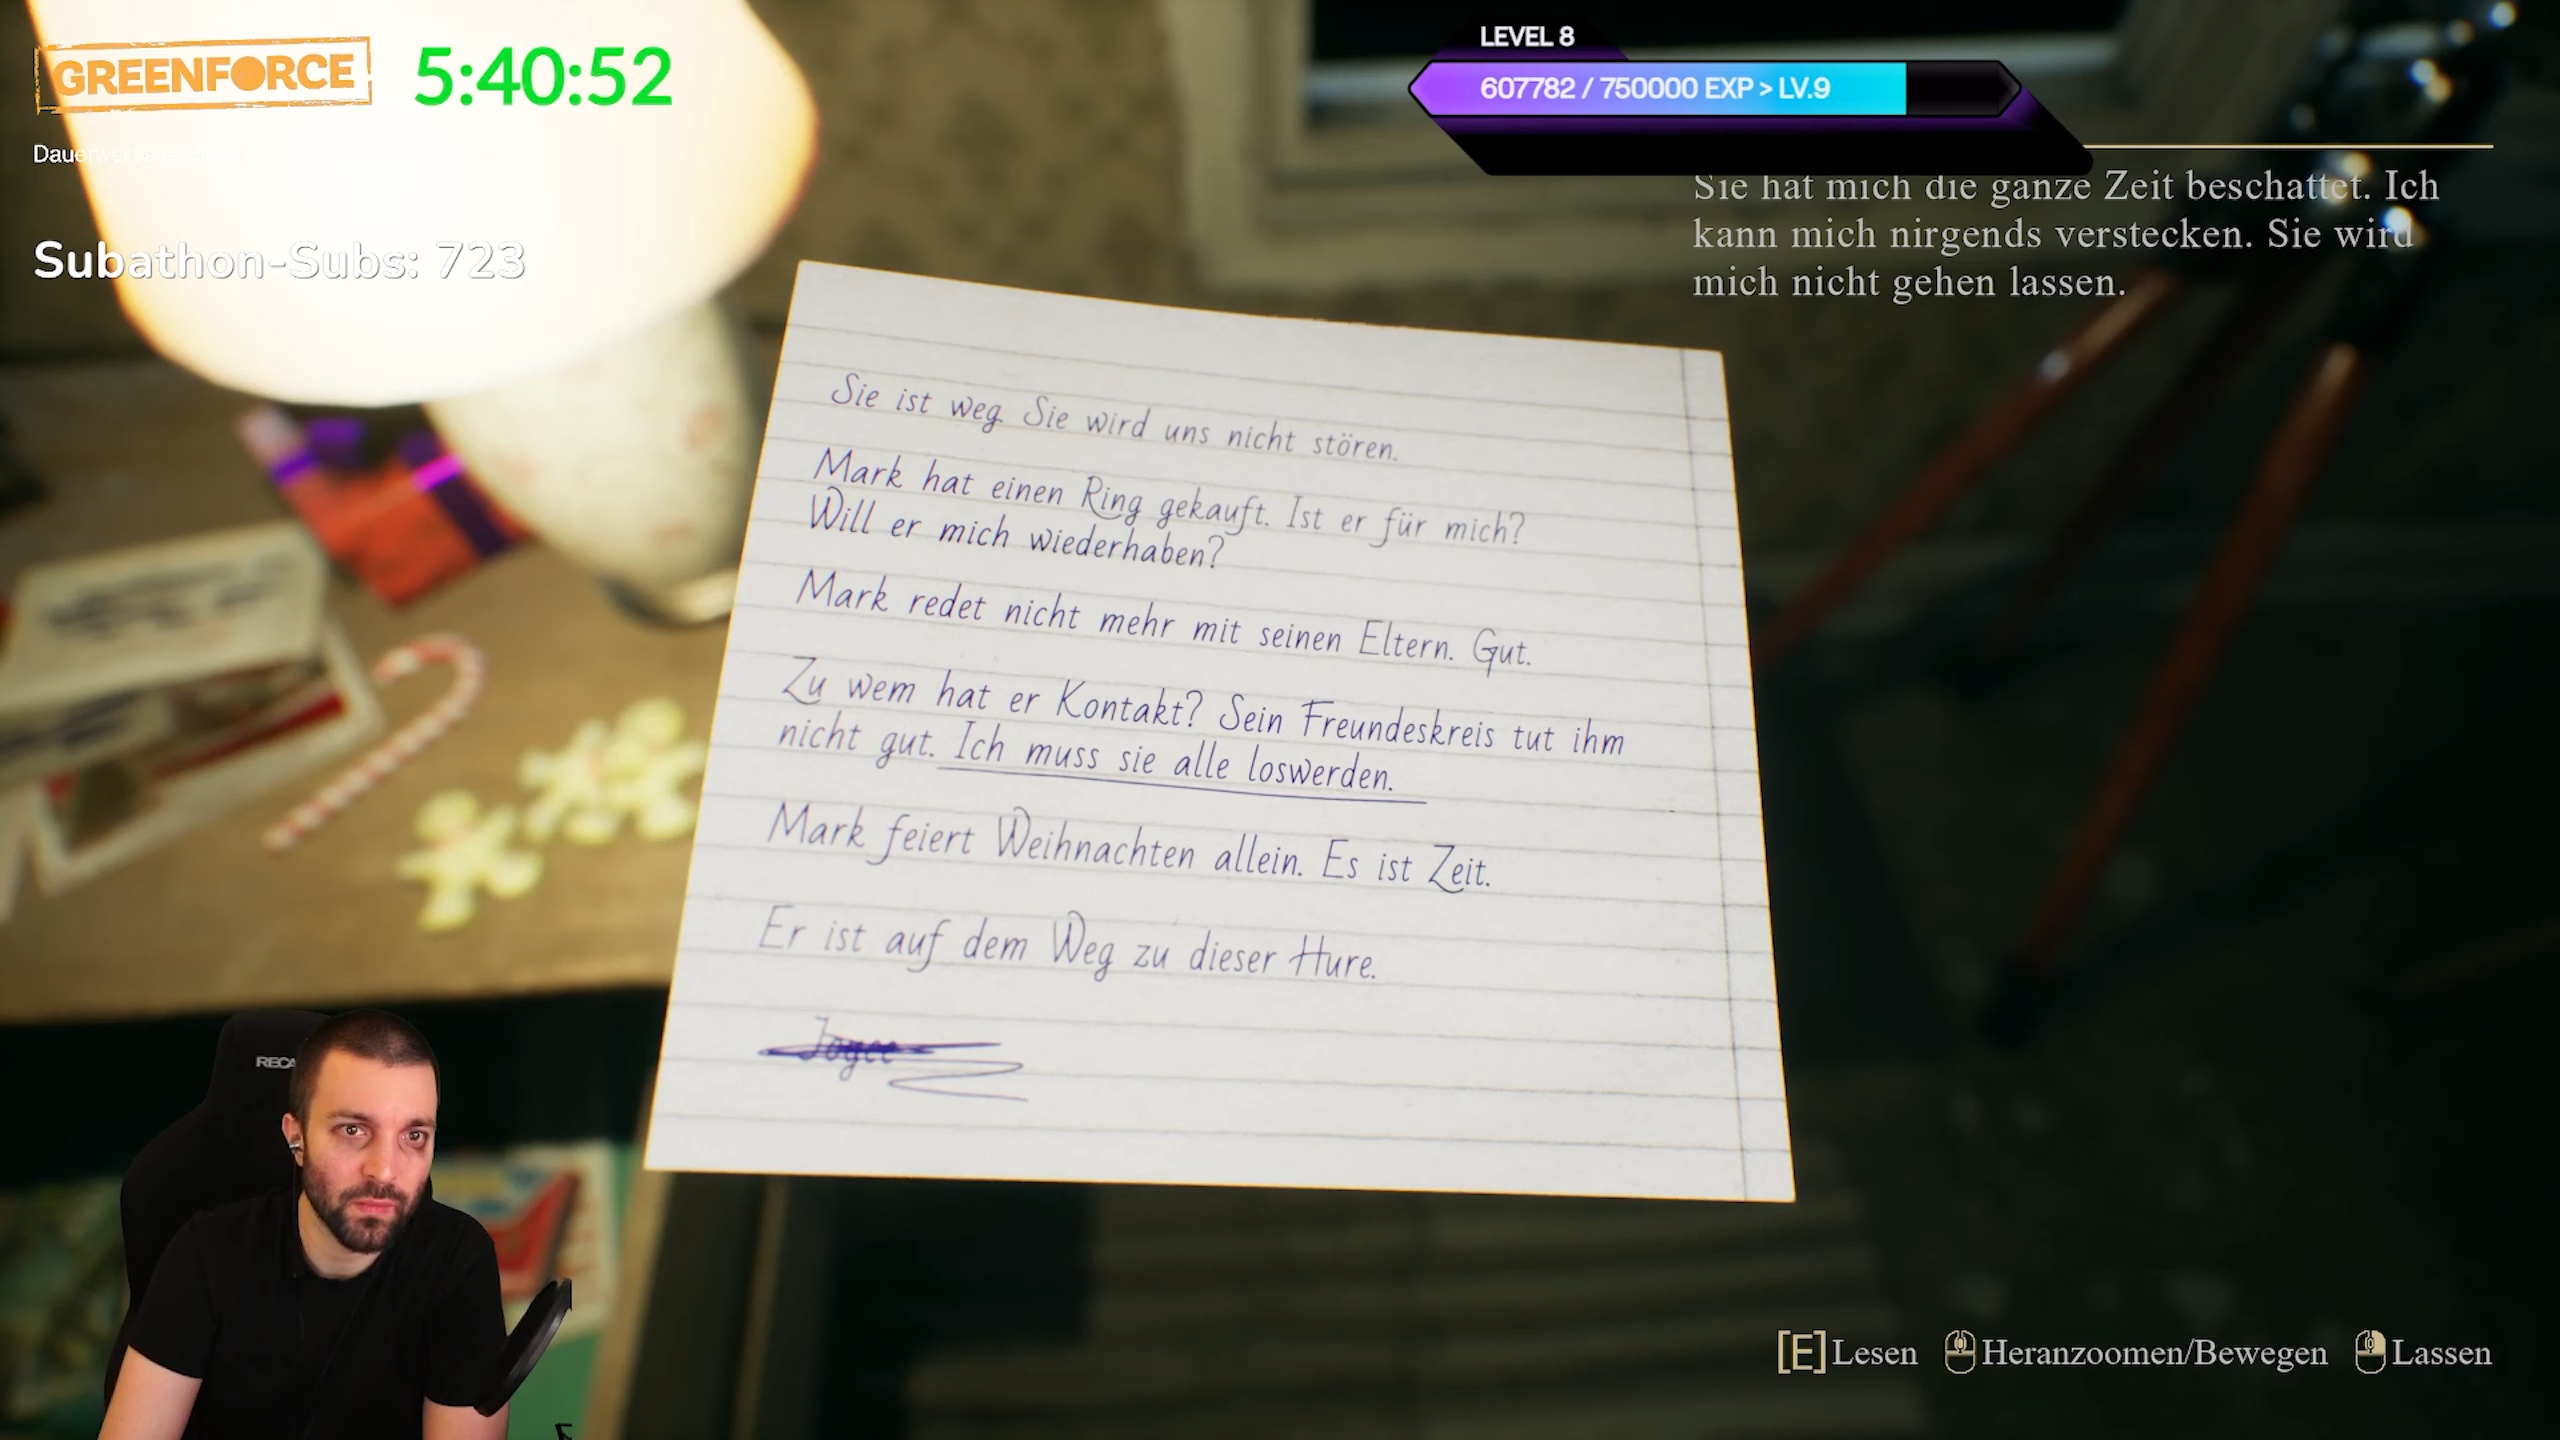 GREENFORCE
5:40:52
Subathon-Subs: 723
LEVEL 8
607782 / 750000 EXP > LV.9
Sie hat mich die ganze Zeit beschattet. Ich
kann mich nirgends verstecken. Sie wird
mich nicht gehen lassen.
Sie ist weg. Sie wird uns nicht stören.
Mark hat einen Ring gekauft. Ist er für mich?
Will er mich wiederhaben?
Mark redet nicht mehr mit seinen Eltern. Gut.
Zu wem hat er Kontakt? Sein Freundeskreis tut ihm
nicht gut. Ich muss sie alle loswerden.
Mark feiert Weihnachten allein. Es ist Zeit.
Er ist auf dem Weg zu dieser Hure.
Joyce
RECA
[E] Lesen Heranzoomen/Bewegen Lassen